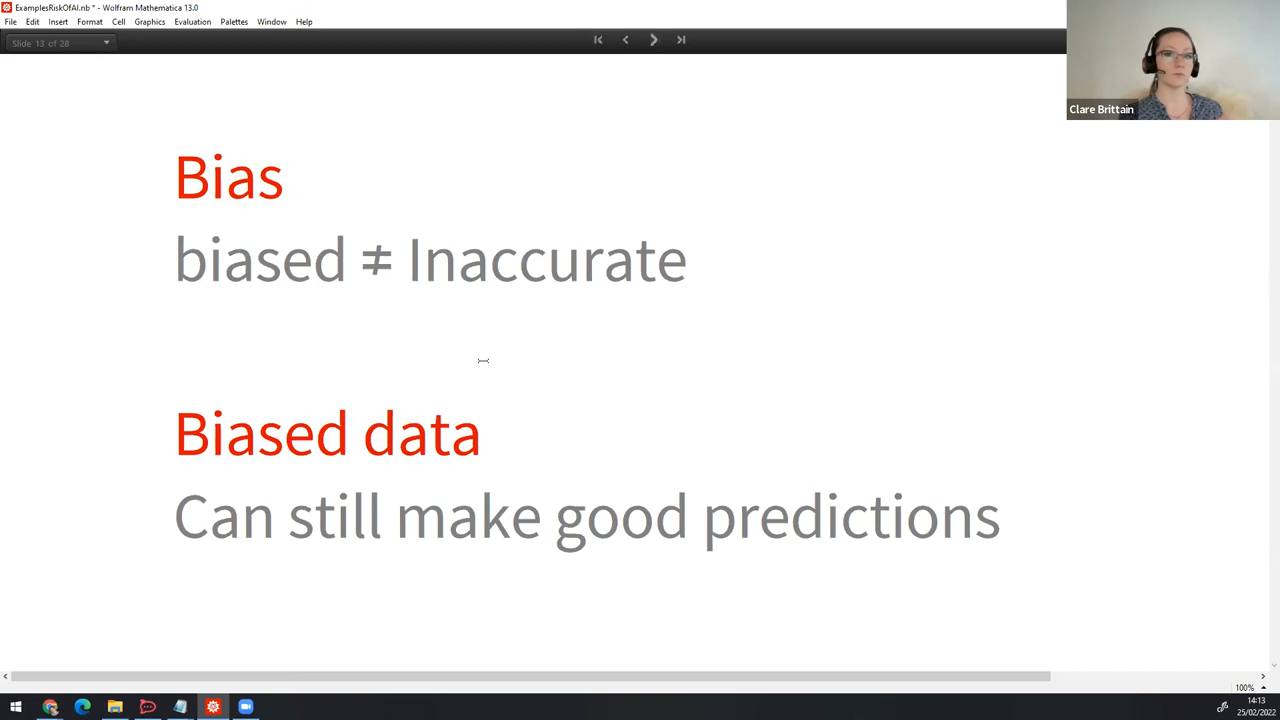 ExamplesRiskOfAI.nb * - Wolfram Mathematica 13.0
File Edit Insert Format Cell Graphics Evaluation Palettes Window Help
Slide 13 of 28
Clare Brittain
Bias
biased ≠ Inaccurate
Biased data
Can still make good predictions
100%
14:13
25/02/2022